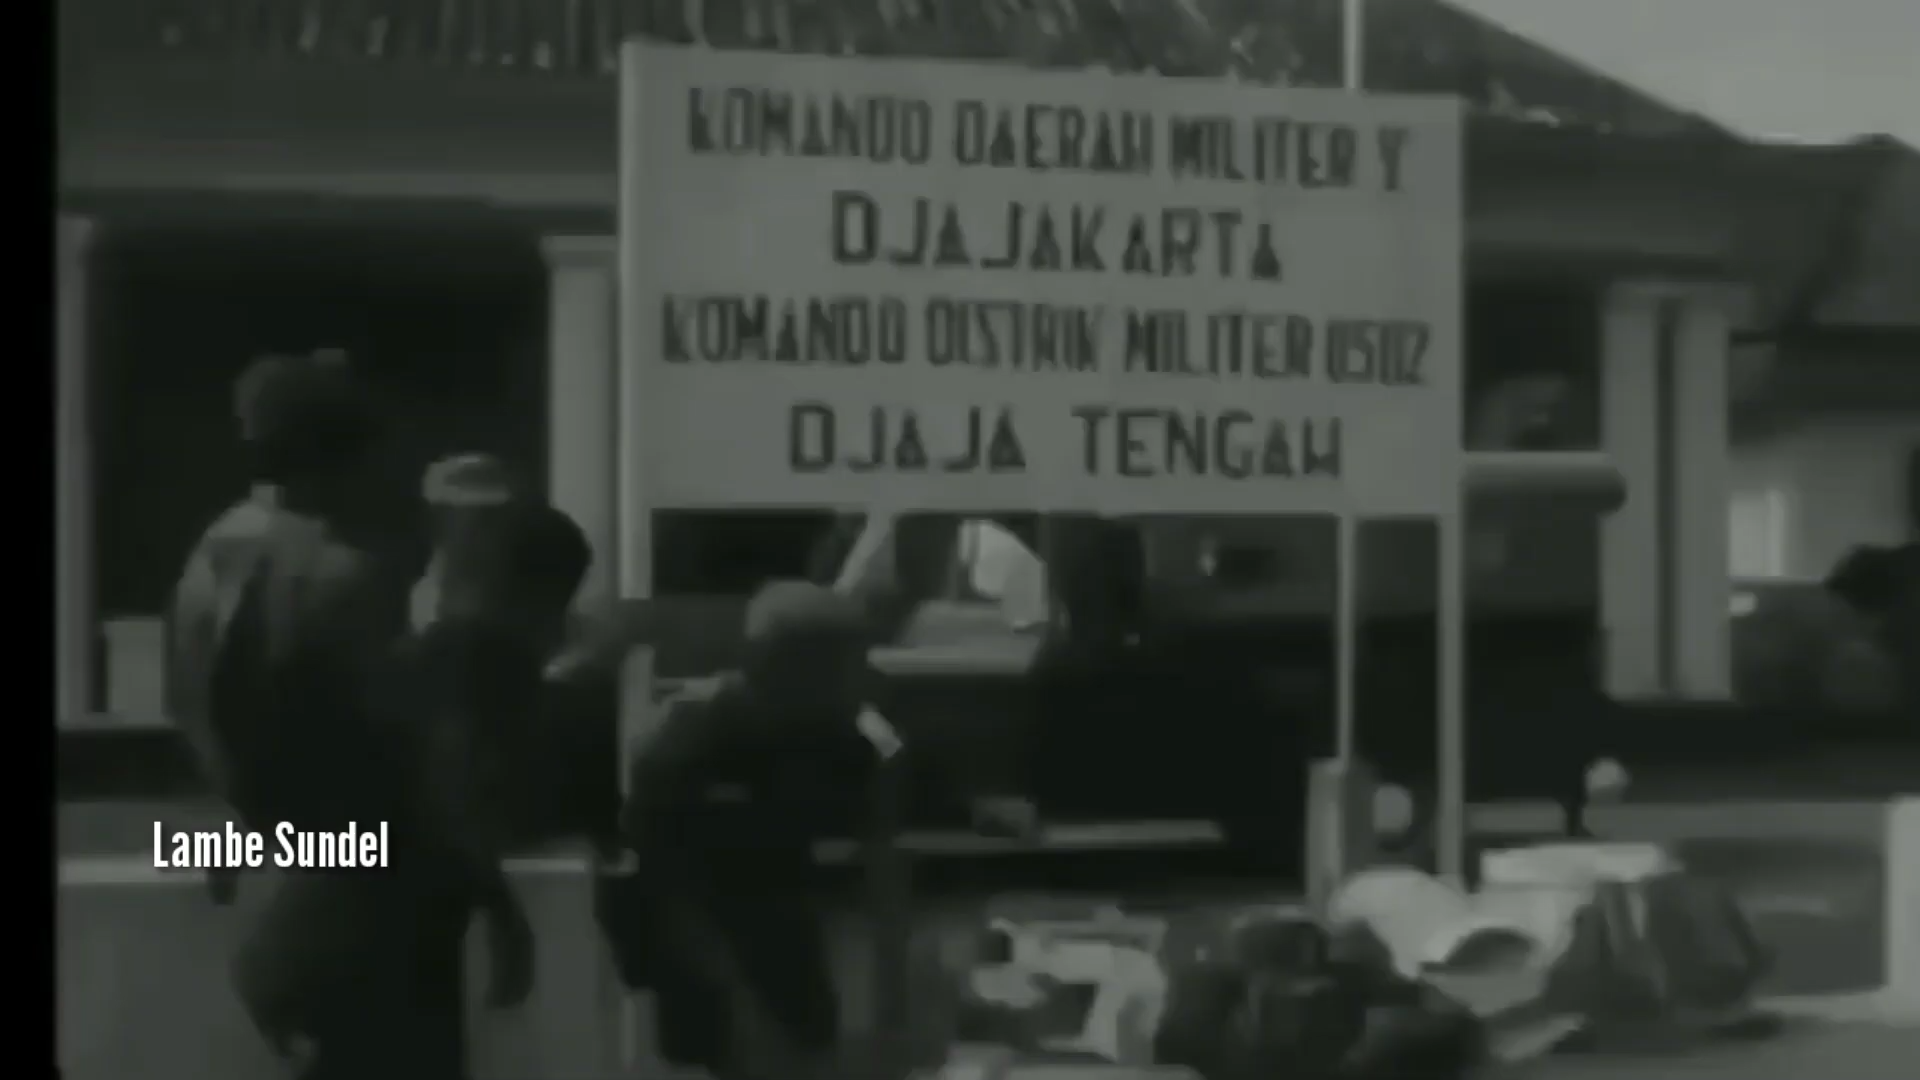 KOMANDO DAERAH MILITER V
DJAJAKARTA
KOMANDO DISTRIK MILITER 0502
DJAJA TENGAH
Lambe Sundel